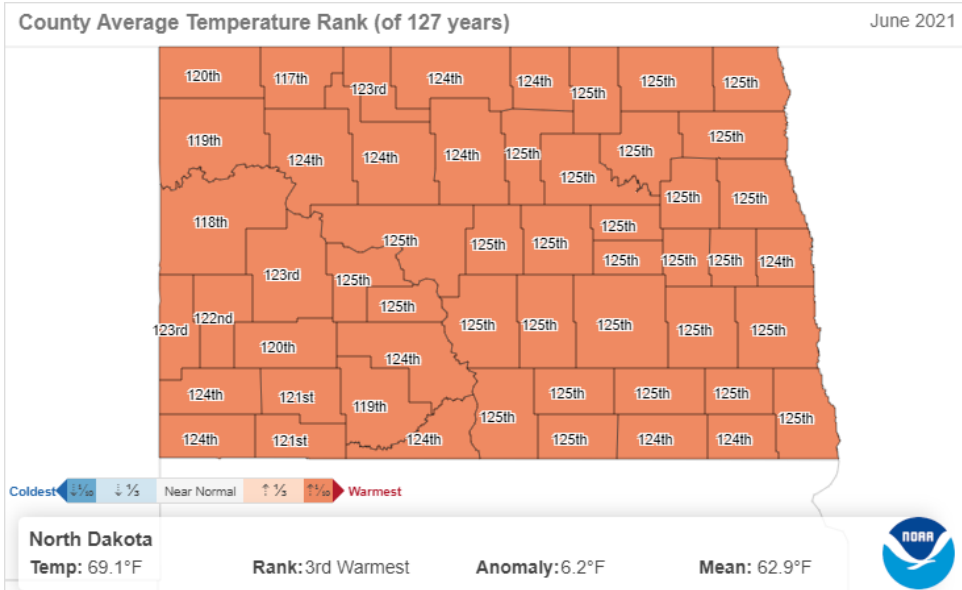 County Average Temperature Rank (of 127 years) June 2021
120th 117th 123rd 124th 124th 125th 125th 125th
119th 124th 124th 124th 125th 125th 125th 125th
118th 125th 125th
125th 125th 125th 125th
123rd 125th 125th 125th 125th 124th
123rd 122nd 125th 125th 125th 125th 125th 125th
120th 124th
124th 121st 119th 125th 125th 125th 125th 125th
124th 121st 124th 125th 124th 124th
Coldest ↓⅒ ↓⅓ Near Normal ↑⅓ ↑⅒ Warmest
North Dakota
Temp: 69.1°F Rank:3rd Warmest Anomaly:6.2°F Mean: 62.9°F
NOAA